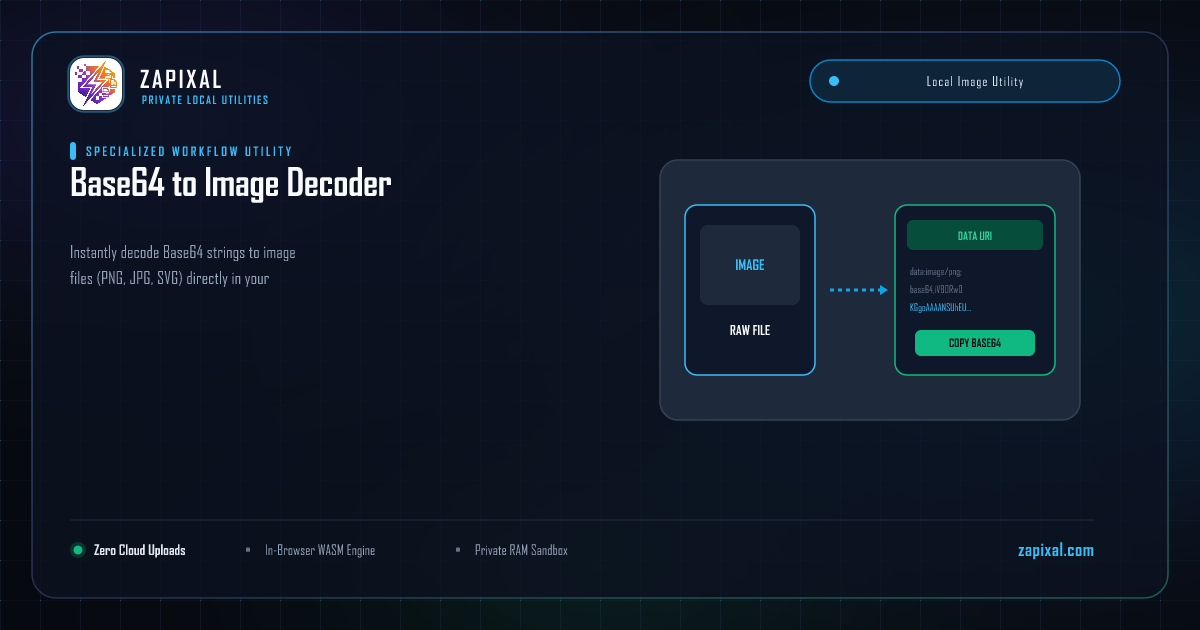 ZAPIXAL
PRIVATE LOCAL UTILITIES
Local Image Utility
SPECIALIZED WORKFLOW UTILITY
Base64 to Image Decoder
Instantly decode Base64 strings to image
files (PNG, JPG, SVG) directly in your
IMAGE
RAW FILE
DATA URI
data:image/png;
base64,iVBORw0
KGgoAAAANSUhEU...
COPY BASE64
Zero Cloud Uploads
In-Browser WASM Engine
Private RAM Sandbox
zapixal.com